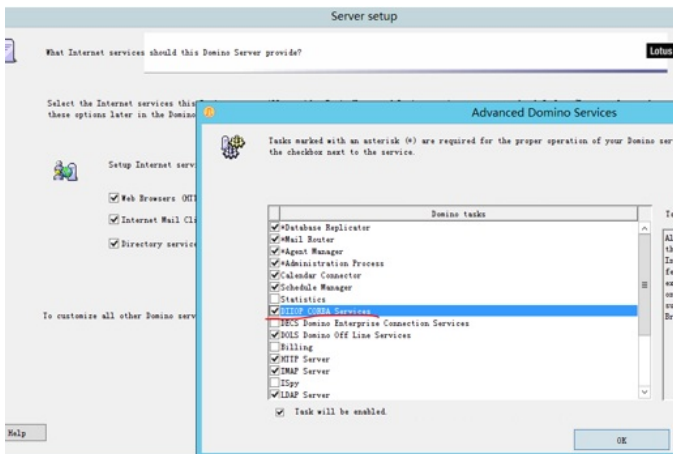 Server setup
What Internet services should this Domino Server provide?
Lotus
Select the Internet services this
these options later in the Domino
Setup Internet serv
Web Browsers (HT
Internet Mail Cli
Directory service
To customize all other Domino serv
Help
Advanced Domino Services
Tasks marked with an asterisk (*) are required for the proper operation of your Domino ser
the checkbox next to the service.
Domino tasks
*Database Replicator
*Mail Router
*Agent Manager
*Administration Process
Calendar Connector
Schedule Manager
Statistics
DIIOP CORBA Services
DECS Domino Enterprise Connection Services
DOLS Domino Off Line Services
Billing
HTTP Server
IMAP Server
ISpy
LDAP Server
Task will be enabled.
OK